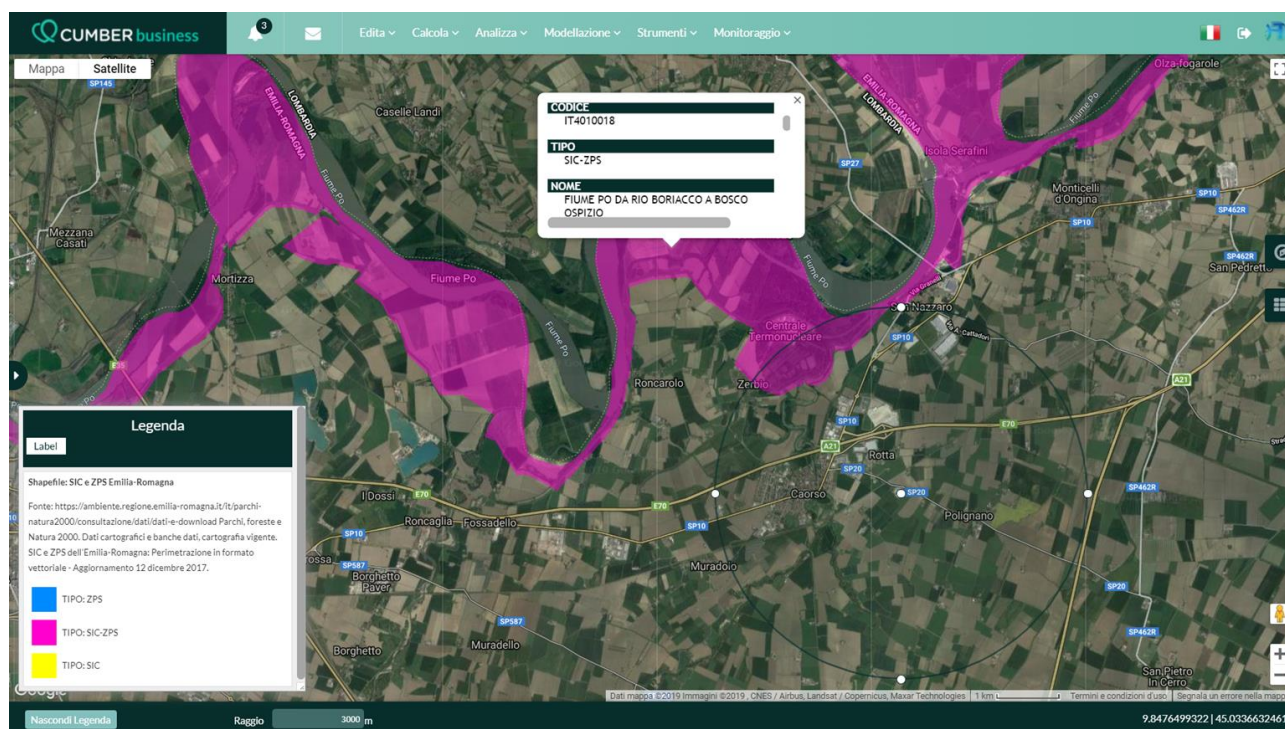 CUMBER business
3
Edita
Calcola
Analizza
Modellazione
Strumenti
Monitoraggio
Mappa
Satellite
SP145
EMILIA-ROMAGNA
LOMBARDIA
Caselle Landi
Fiume Po
CODICE
IT4010018
TIPO
SIC-ZPS
NOME
FIUME PO DA RIO BORIACCO A BOSCO
OSPIZIO
EMILIA-ROMAGNA
LOMBARDIA
Olza-fogarole
Fiume Po
SP27
Isola Serafini
Monticelli
d'Ongina
SP10
SP462R
SP10
SP462R
San Pedretto
Mezzana
Casati
Mortizza
Fiume Po
Fiume Po
Fiume Po
Via Granelli
San Nazzaro
Via A. Cattadori
Centrale
Termonucleare
SP10
E35
Roncarolo
Zerbio
A21
SP10
E70
A21
Rotta
SP20
I Dossi
E70
E70
Caorso
SP20
SP462R
Roncaglia
Fossadello
SP10
SP10
Polignano
SP587
Borghetto
Paver
Muradolo
SP20
SP587
Muradello
Borghetto
SP462R
San Pietro
In Cerro
Legenda
Label
Shapefile: SIC e ZPS Emilia-Romagna
Fonte: https://ambiente.regione.emilia-romagna.it/it/parchi-
natura2000/consultazione/dati/dati-e-download Parchi, foreste e
Natura 2000. Dati cartografici e banche dati, cartografia vigente.
SIC e ZPS dell'Emilia-Romagna: Perimetrazione in formato
vettoriale - Aggiornamento 12 dicembre 2017.
TIPO: ZPS
TIPO: SIC-ZPS
TIPO: SIC
Google
Dati mappa ©2019 Immagini ©2019 , CNES / Airbus, Landsat / Copernicus, Maxar Technologies
1 km
Termini e condizioni d'uso
Segnala un errore nella mappa
Nascondi Legenda
Raggio
3000 m
9.8476499322 | 45.0336632461